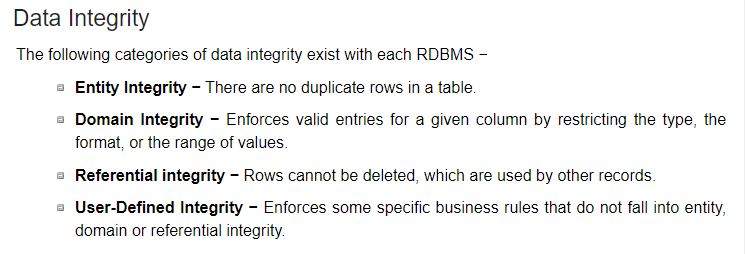 Data Integrity
The following categories of data integrity exist with each RDBMS −
Entity Integrity − There are no duplicate rows in a table.
Domain Integrity − Enforces valid entries for a given column by restricting the type, the
format, or the range of values.
Referential integrity − Rows cannot be deleted, which are used by other records.
User-Defined Integrity − Enforces some specific business rules that do not fall into entity,
domain or referential integrity.